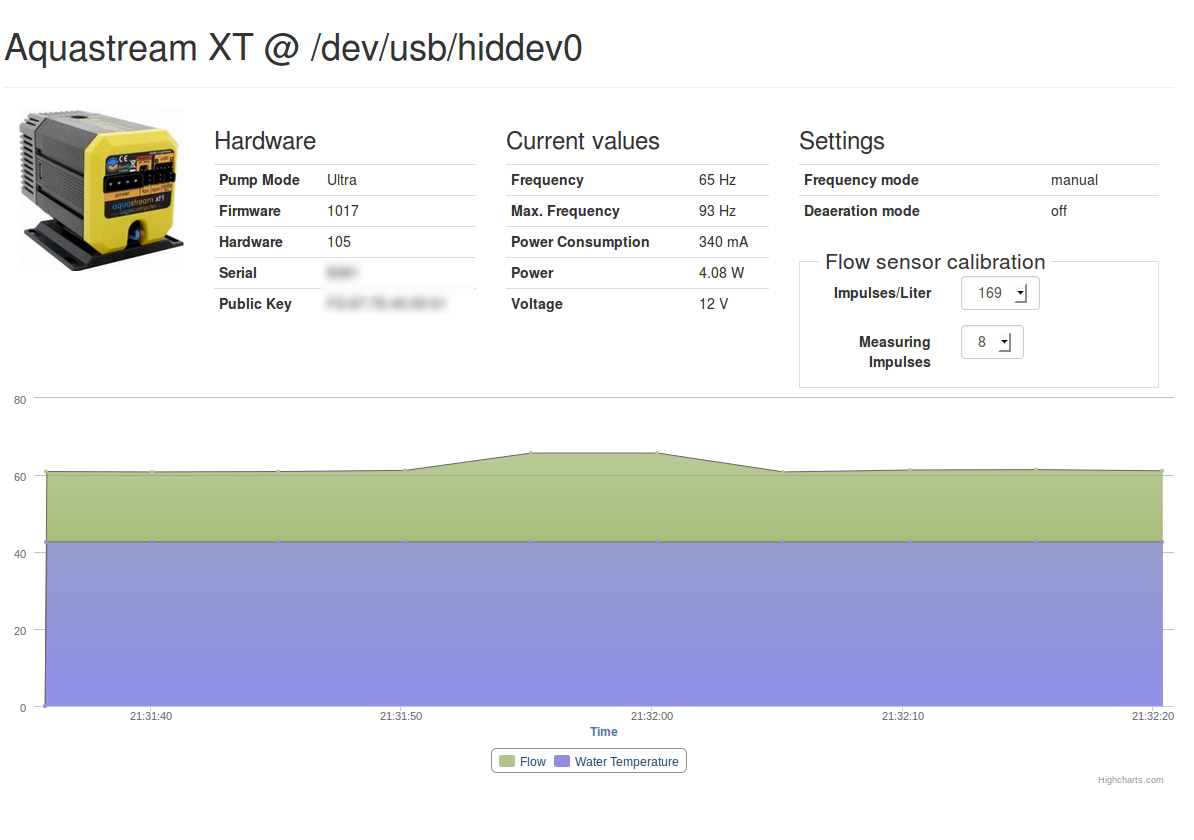 Aquastream XT @ /dev/usb/hiddev0
Hardware
Pump Mode Ultra
Firmware 1017
Hardware 105
Serial
Public Key
Current values
Frequency 65 Hz
Max. Frequency 93 Hz
Power Consumption 340 mA
Power 4.08 W
Voltage 12 V
Settings
Frequency mode manual
Deaeration mode off
Flow sensor calibration
Impulses/Liter 169
Measuring
Impulses 8
power
aquastream xt
80
60
40
20
0
21:31:40 21:31:50 21:32:00 21:32:10 21:32:20
Time
Flow Water Temperature
Highcharts.com